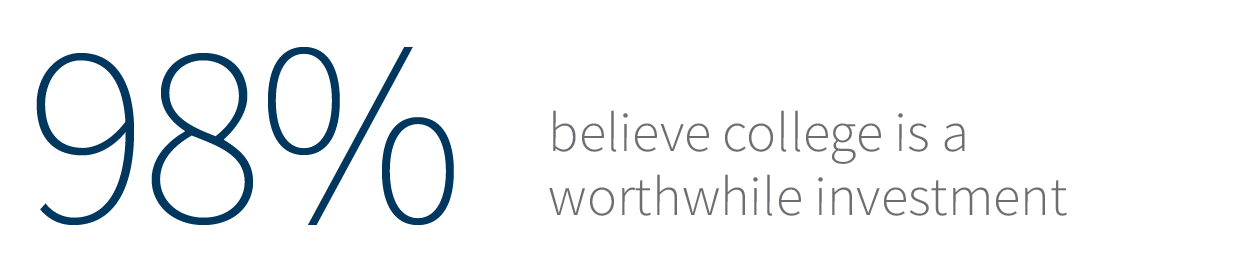 98%
believe college is a
worthwhile investment